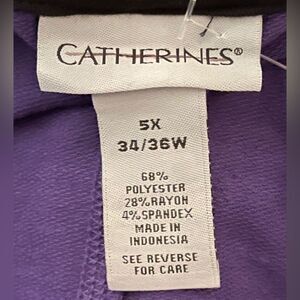 CATHERINES®
5X
34/36W
68%
POLYESTER
28%RAYON
4%SPANDEX
MADE IN
INDONESIA
SEE REVERSE
FOR CARE